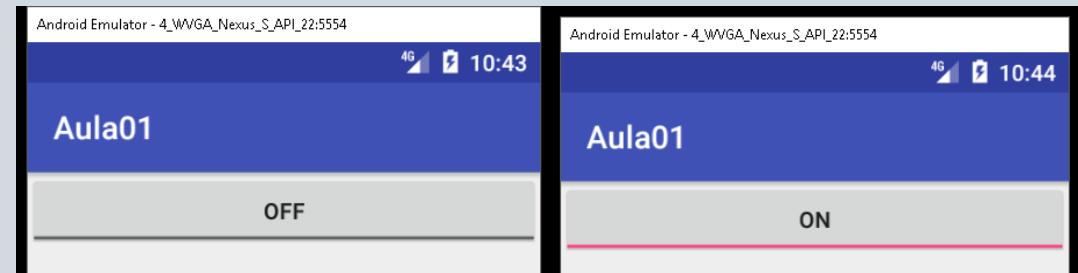 Android Emulator - 4_WVGA_Nexus_S_API_22:5554
4G 10:43
Aula01
OFF
Android Emulator - 4_WVGA_Nexus_S_API_22:5554
4G 10:44
Aula01
ON